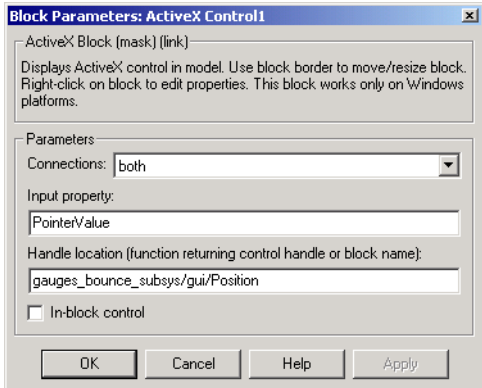 Block Parameters: ActiveX Control1
ActiveX Block (mask) (link)
Displays ActiveX control in model. Use block border to move/resize block.
Right-click on block to edit properties. This block works only on Windows
platforms.
Parameters
Connections: both
Input property:
PointerValue
Handle location (function returning control handle or block name):
gauges_bounce_subsys/gui/Position
In-block control
OK Cancel Help Apply